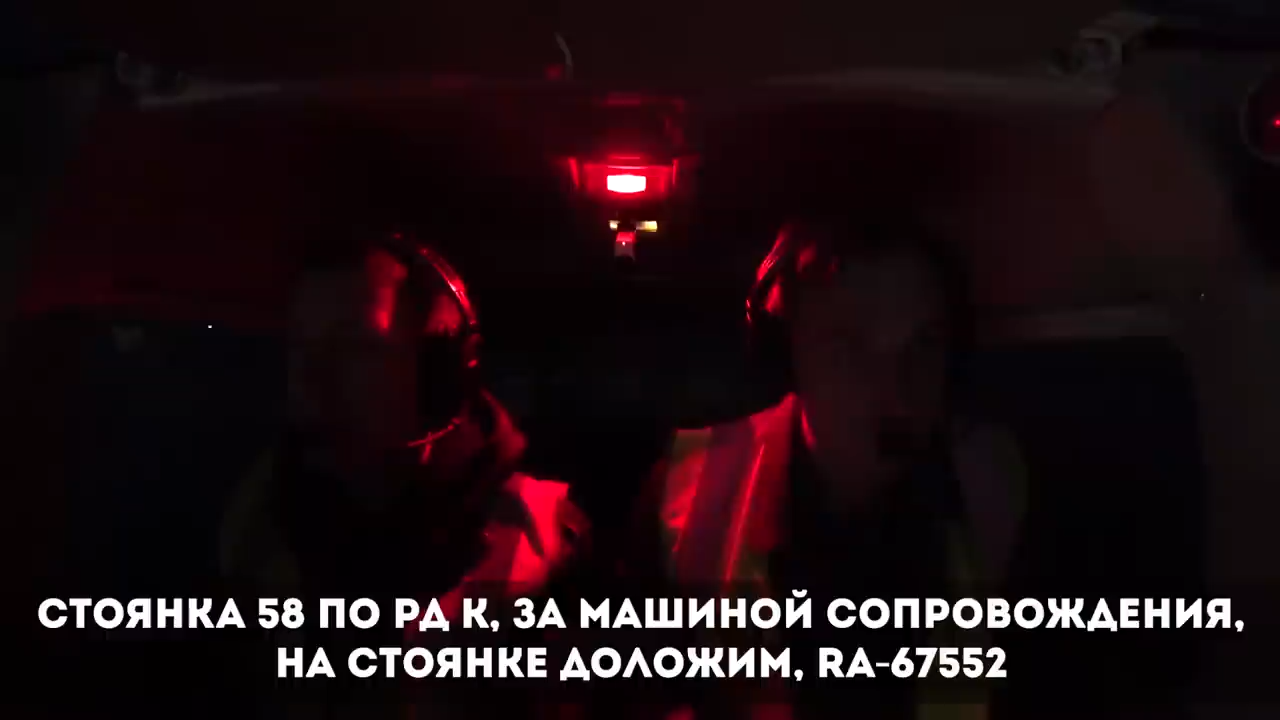 СТОЯНКА 58 ПО РД К, ЗА МАШИНОЙ СОПРОВОЖДЕНИЯ,
НА СТОЯНКЕ ДОЛОЖИМ, RA-67552